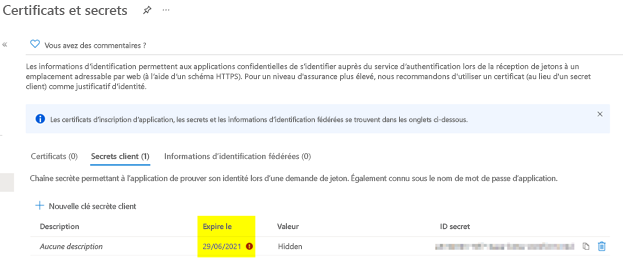 Certificats et secrets
Vous avez des commentaires ?
Les informations d'identification permettent aux applications confidentielles de s'identifier auprès du service d'authentification lors de la réception de jetons à un
emplacement adressable par web (à l'aide d'un schéma HTTPS). Pour un niveau d'assurance plus élevé, nous recommandons d'utiliser un certificat (au lieu d'un secret
client) comme justificatif d'identité.
Les certificats d'inscription d'application, les secrets et les informations d'identification fédérées se trouvent dans les onglets ci-dessous.
Certificats (0) Secrets client (1) Informations d'identification fédérées (0)
Chaîne secrète permettant à l'application de prouver son identité lors d'une demande de jeton. Également connu sous le nom de mot de passe d'application.
Nouvelle clé secrète client
Description Expire le Valeur ID secret
Aucune description 29/06/2021 Hidden